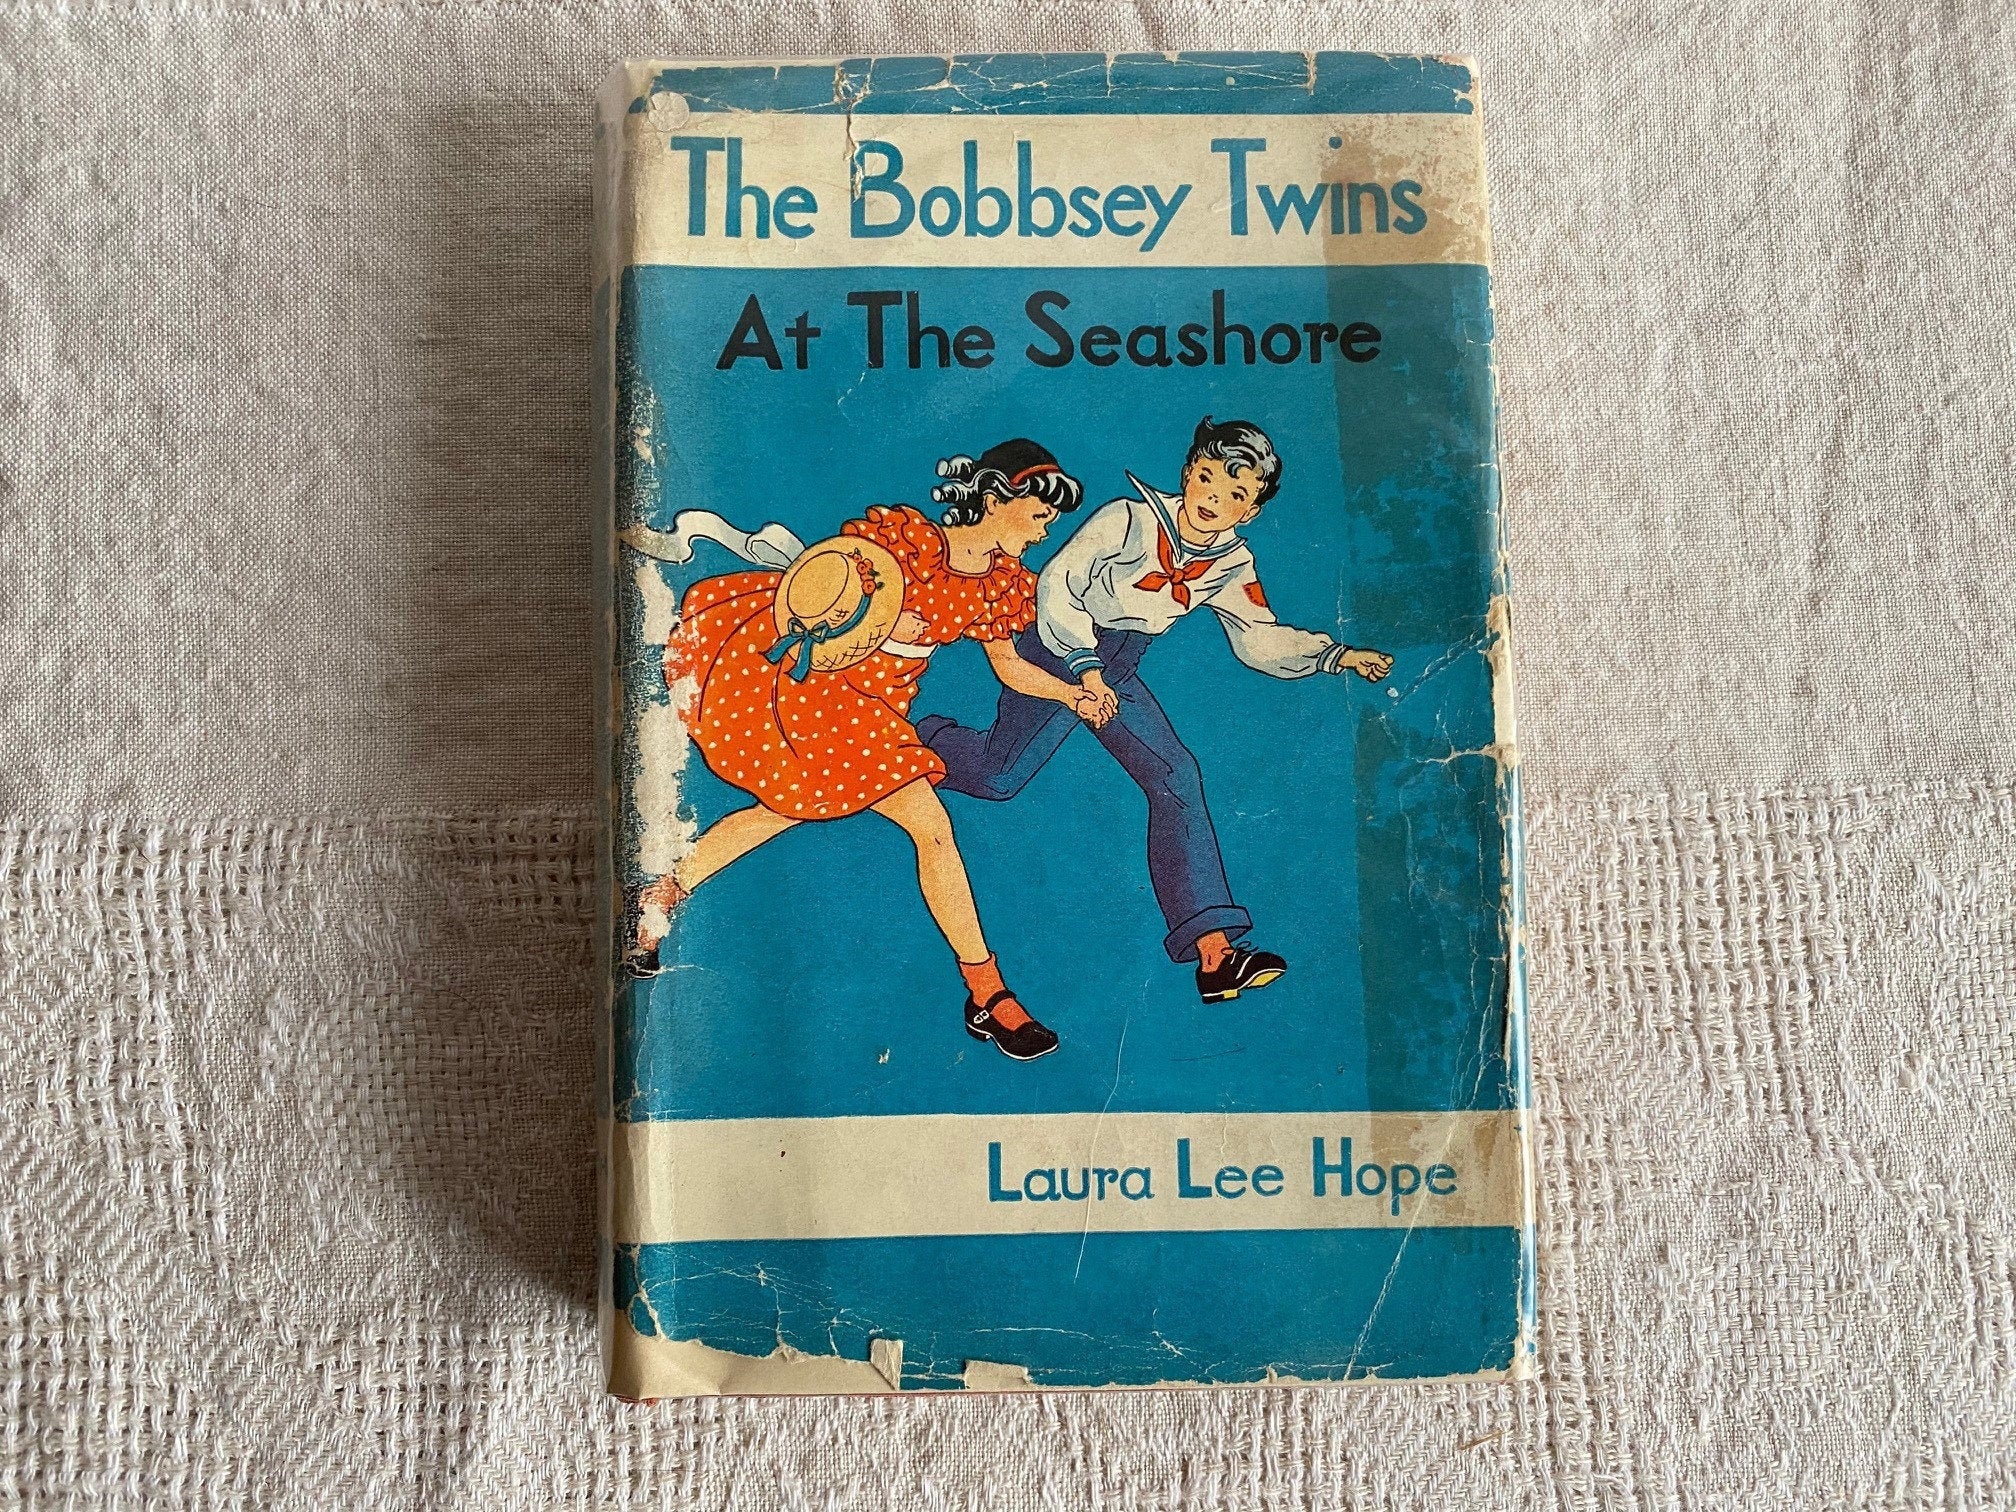 The Bobbsey Twins
At The Seashore
Laura Lee Hope